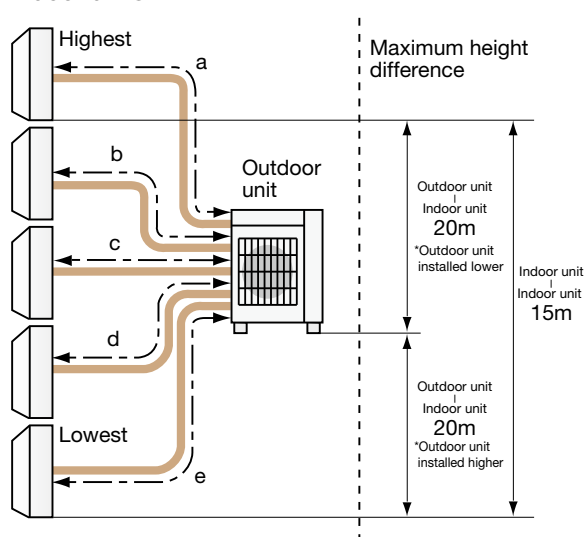 Highest
a
b
c
d
Lowest
e
Outdoor
unit
Maximum height
difference
Outdoor unit
Indoor unit
20m
*Outdoor unit
installed lower
Indoor unit
Indoor unit
15m
Outdoor unit
Indoor unit
20m
*Outdoor unit
installed higher